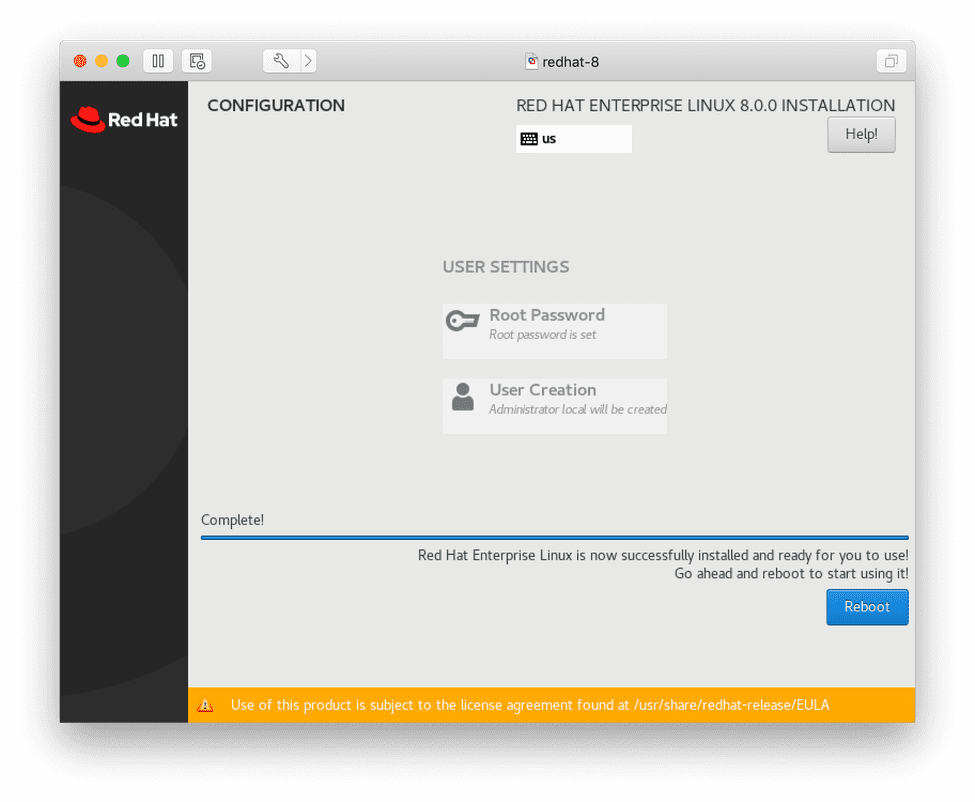 redhat-8
Red Hat
CONFIGURATION
RED HAT ENTERPRISE LINUX 8.0.0 INSTALLATION
us
Help!
USER SETTINGS
Root Password
Root password is set
User Creation
Administrator local will be created
Complete!
Red Hat Enterprise Linux is now successfully installed and ready for you to use!
Go ahead and reboot to start using it!
Reboot
Use of this product is subject to the license agreement found at /usr/share/redhat-release/EULA